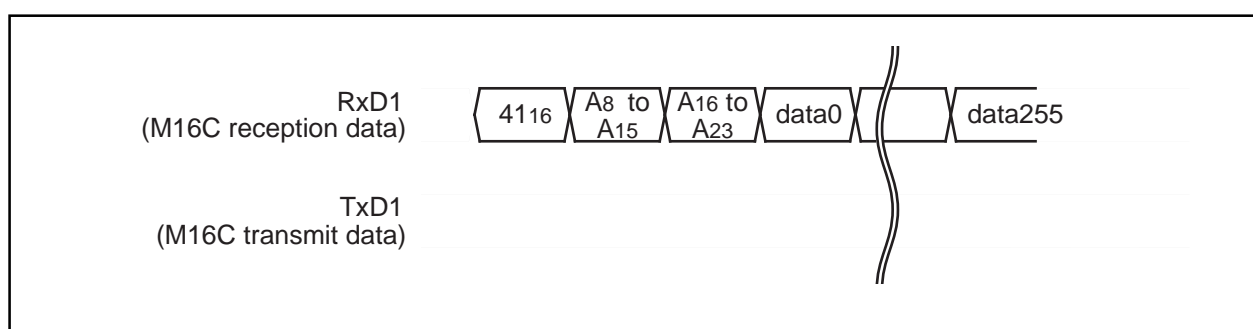 RxD1
(M16C reception data)
4116
A8 to
A15
A16 to
A23
data0
data255
TxD1
(M16C transmit data)